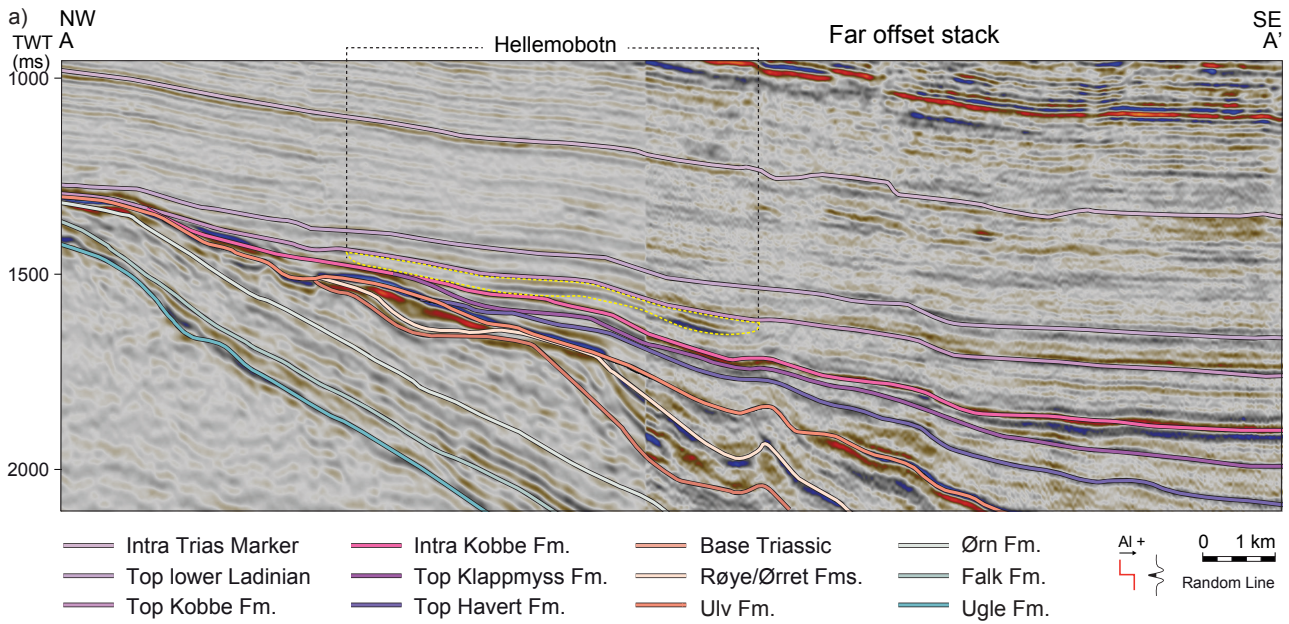 a) NW Hellemobotn Far offset stack SE
TWT A A’
(ms)
1000
1500
2000
Intra Trias Marker Intra Kobbe Fm. Base Triassic Ørn Fm. AI + 0 1 km
Top lower Ladinian Top Klappmyss Fm. Røye/Ørret Fms. Falk Fm. Random Line
Top Kobbe Fm. Top Havert Fm. Ulv Fm. Ugle Fm.